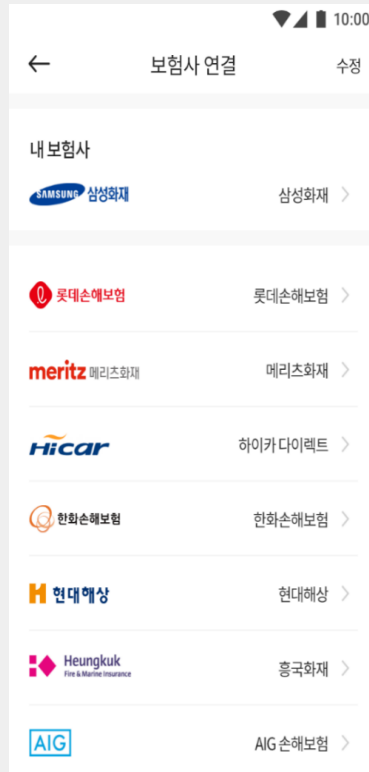 10:00
보험사 연결 수정
내 보험사
SAMSUNG 삼성화재 삼성화재
롯데손해보험 롯데손해보험
meritz 메리츠화재 메리츠화재
Hicar 하이카 다이렉트
한화손해보험 한화손해보험
현대해상 현대해상
Heungkuk 흥국화재
Fire & Marine Insurance
AIG AIG 손해보험